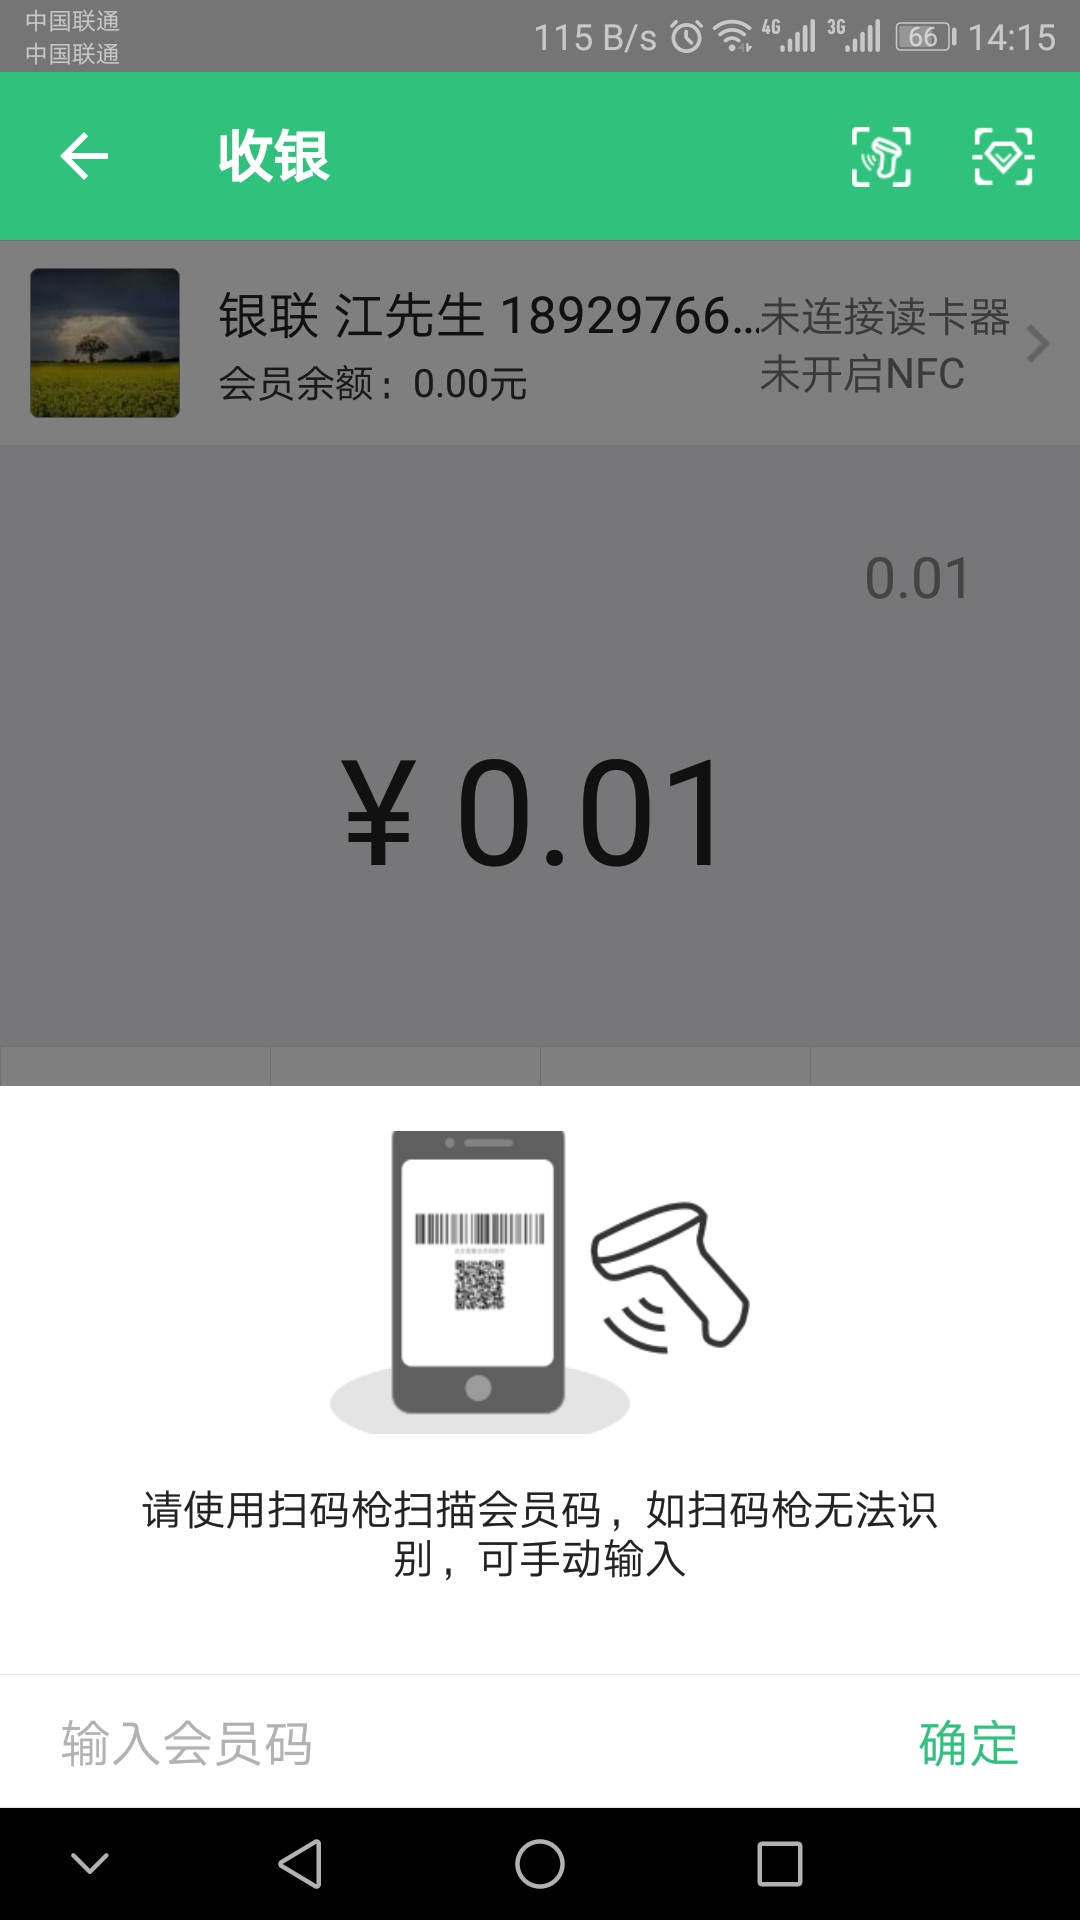 中国联通
中国联通
115 B/s 4G 3G 66 14:15
收银
银联 江先生 18929766...
未连接读卡器
会员余额：0.00元
未开启NFC
0.01
¥ 0.01
请使用扫码枪扫描会员码，如扫码枪无法识
别，可手动输入
输入会员码
确定